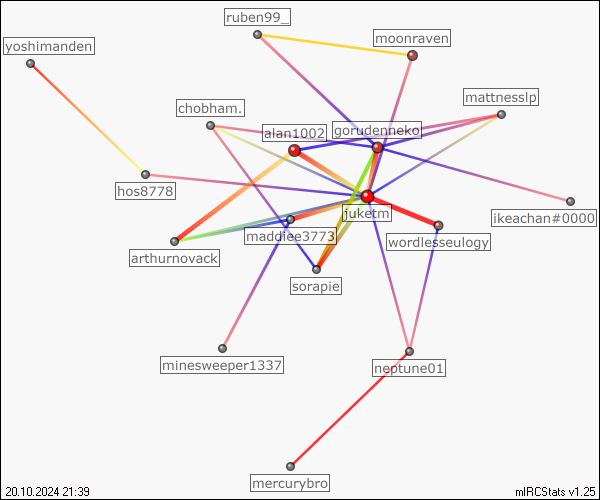 ruben99_
moonraven
yoshimanden
mattnesslp
chobham.
alan1002
gorudenneko
hos8778
juketm
ikeachan#0000
maddiee3773
wordlesseulogy
arthurnovack
sorapie
minesweeper1337
neptune01
mercurybro
20.10.2024 21:39
mIRCStats v1.25